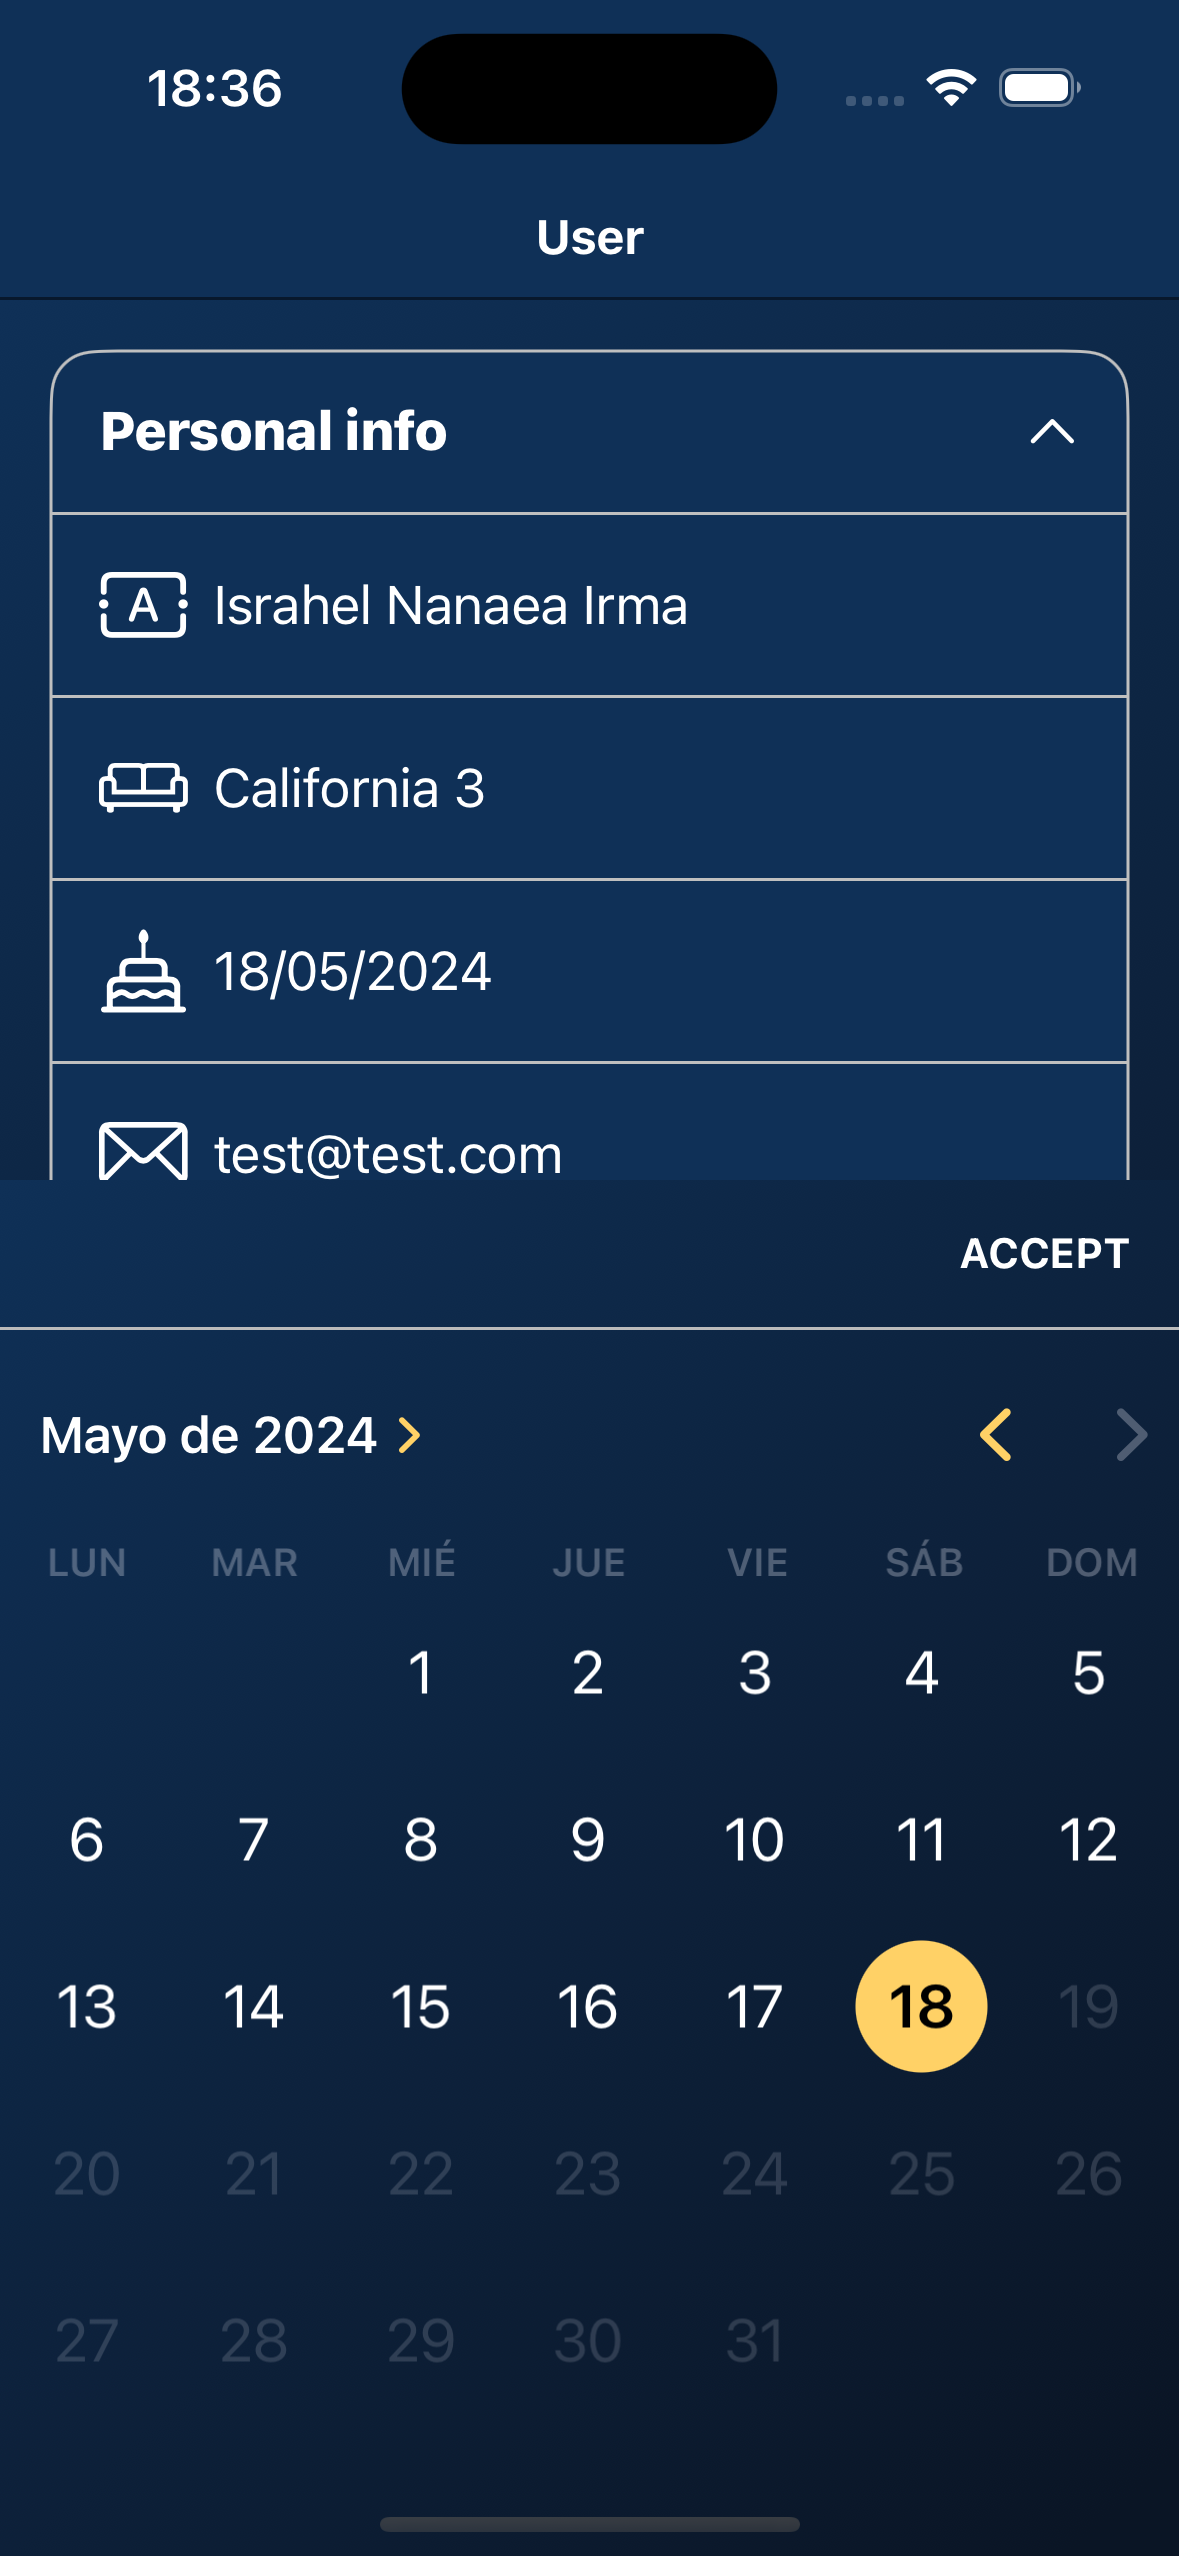 18:36
User
Personal info
A
Israhel Nanaea Irma
California 3
18/05/2024
test@test.com
ACCEPT
Mayo de 2024
LUN MAR MIÉ JUE VIE SÁB DOM
1 2 3 4 5
6 7 8 9 10 11 12
13 14 15 16 17 18 19
20 21 22 23 24 25 26
27 28 29 30 31